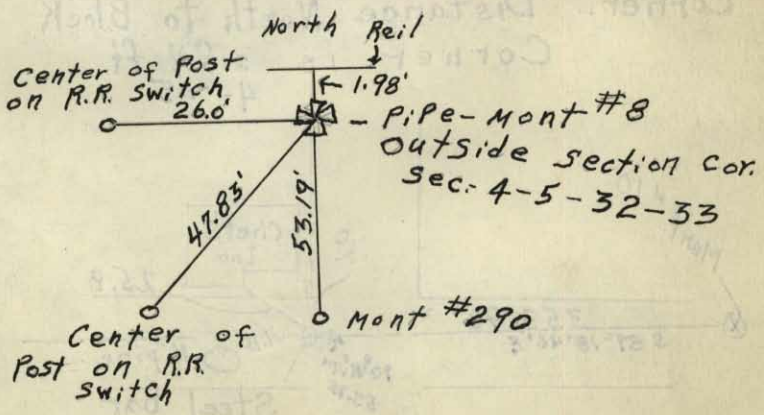 North Reil
Center of Post
on R.R. Switch
26.0'
1.98'
- PiPe- Mont #8
Outside Section Cor.
Sec. 4-5-32-33
47.83'
53.19'
Mont #290
Center of
Post on R.R.
Switch